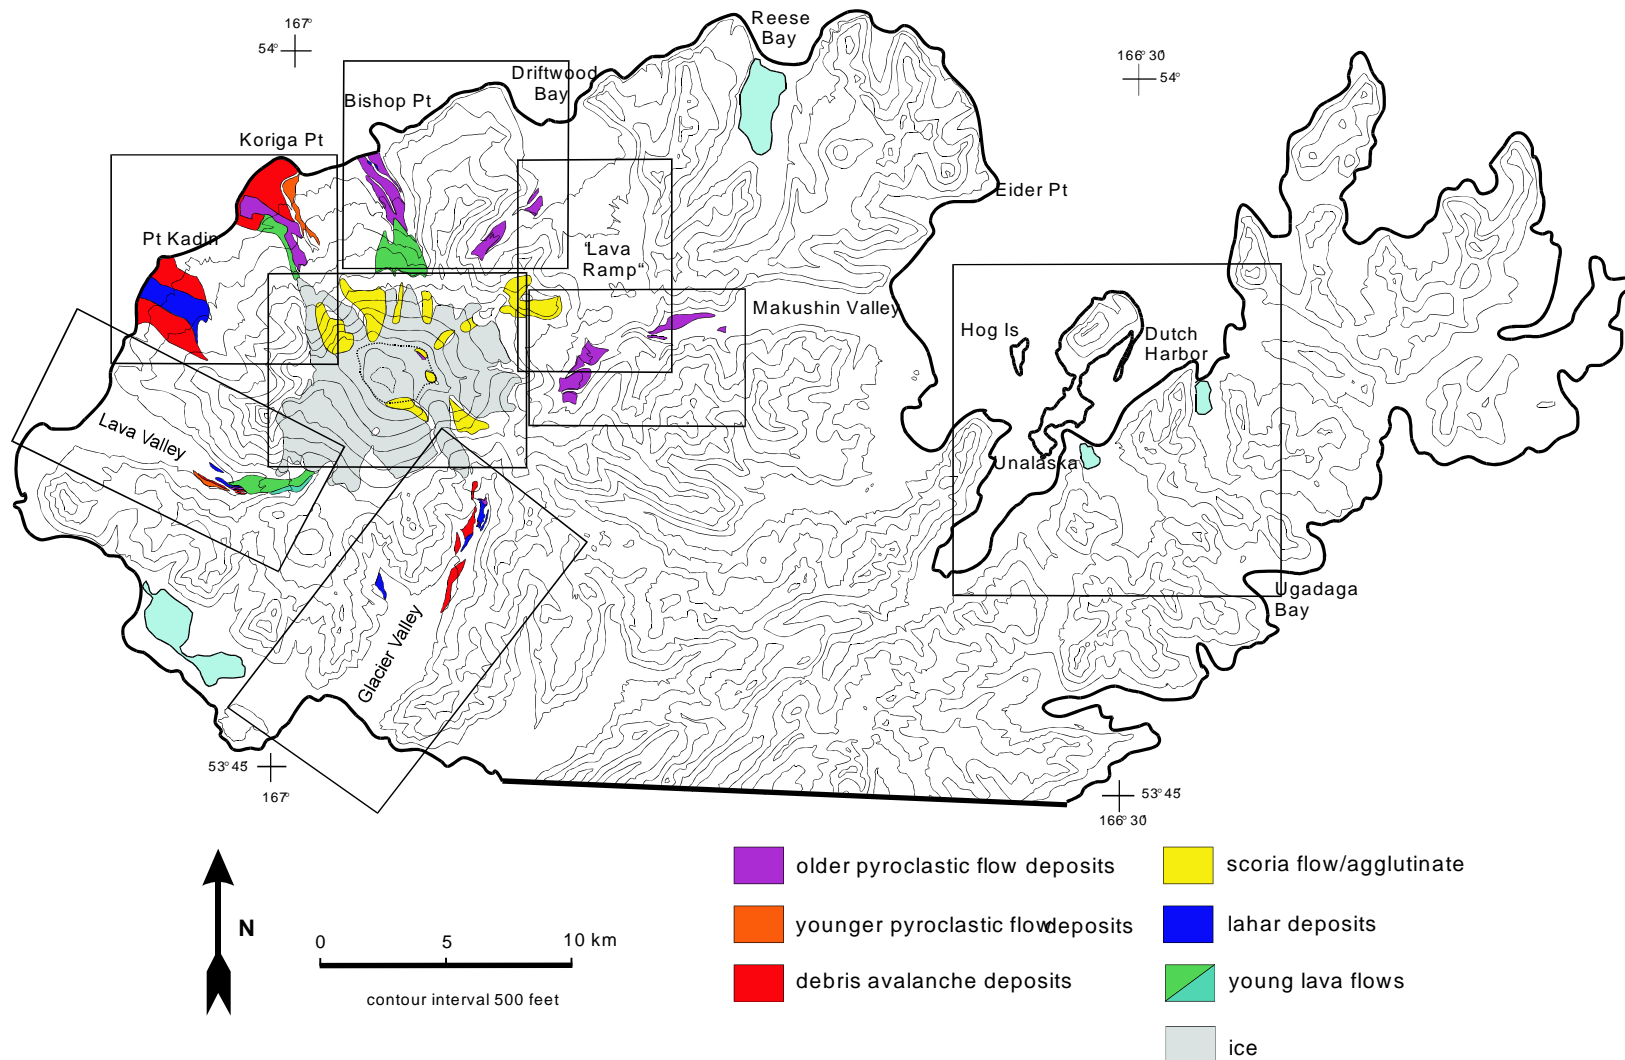 Reese
Bay
167°
54°
166° 30'
54°
Driftwood
Bay
Bishop Pt
Koriga Pt
Eider Pt
Pt Kadin
"Lava
Ramp"
Makushin Valley
Hog Is
Dutch
Harbor
Lava Valley
Unalaska
Ugadaga
Bay
Glacier Valley
53° 45'
167°
53° 45'
166° 30'
N
0
5
10 km
contour interval 500 feet
older pyroclastic flow deposits
younger pyroclastic flow deposits
debris avalanche deposits
scoria flow/agglutinate
lahar deposits
young lava flows
ice